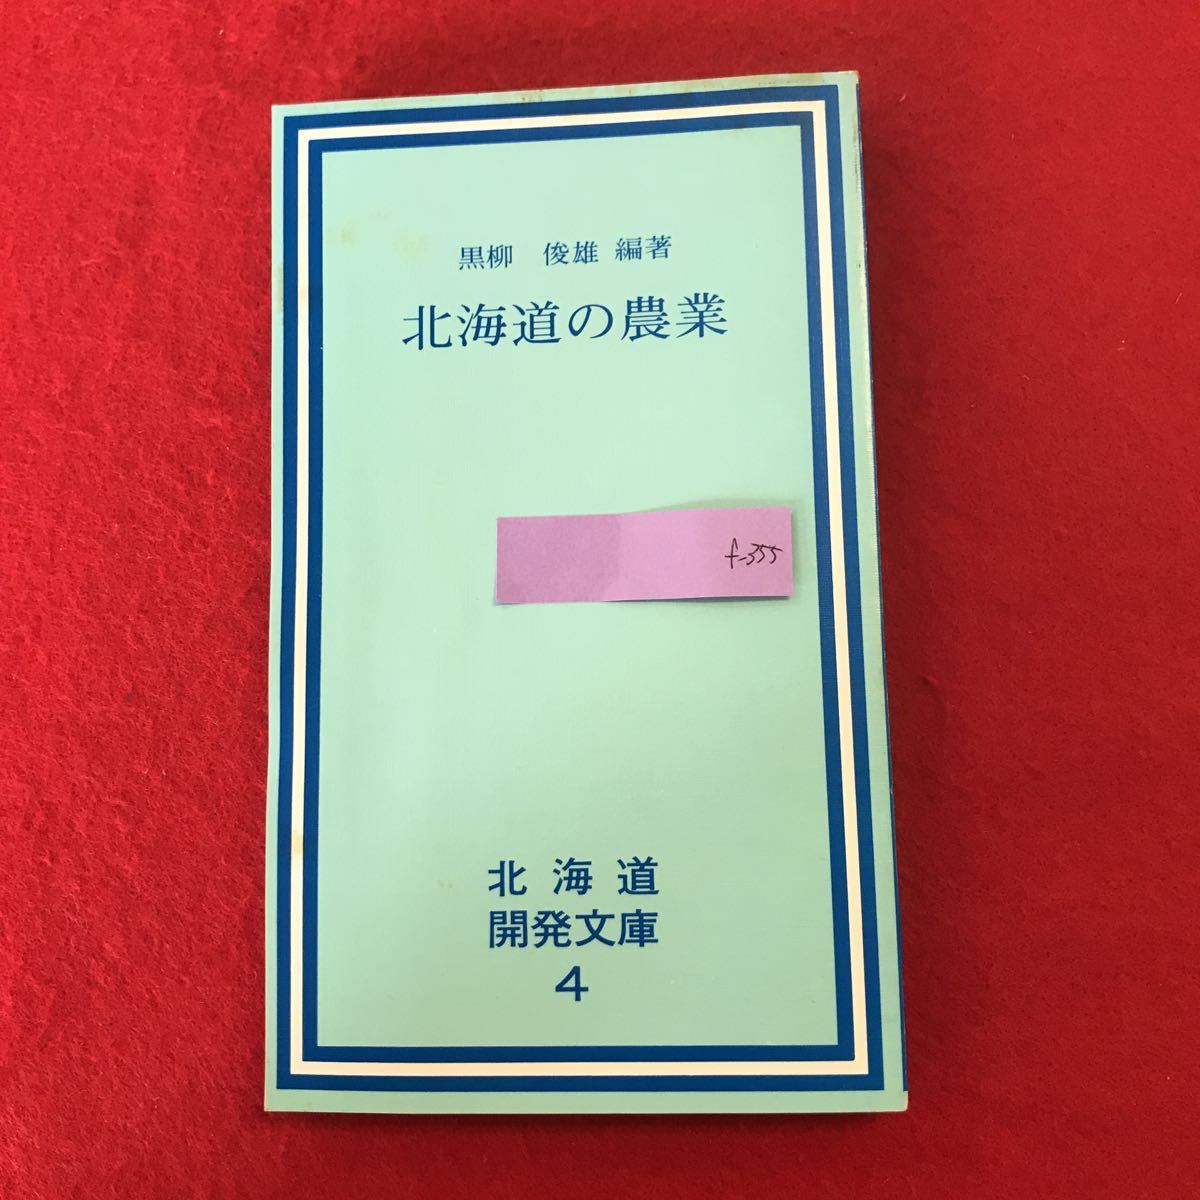 黒柳　俊雄 編著
北海道の農業
f-355
北海道
開発文庫
4